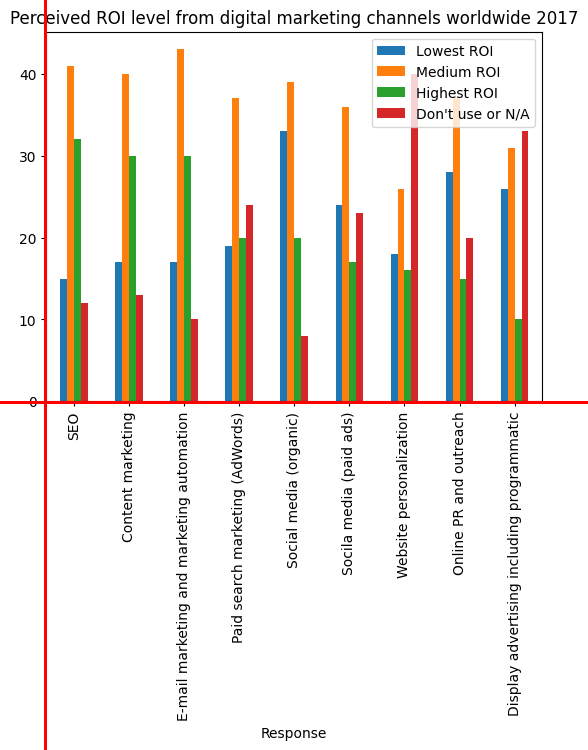 Perceived ROI level from digital marketing channels worldwide 2017
Lowest ROI
Medium ROI
Highest ROI
Don't use or N/A
40
30
20
10
0
SEO
Content marketing
E-mail marketing and marketing automation
Paid search marketing (AdWords)
Social media (organic)
Socila media (paid ads)
Website personalization
Online PR and outreach
Display advertising including programmatic
Response